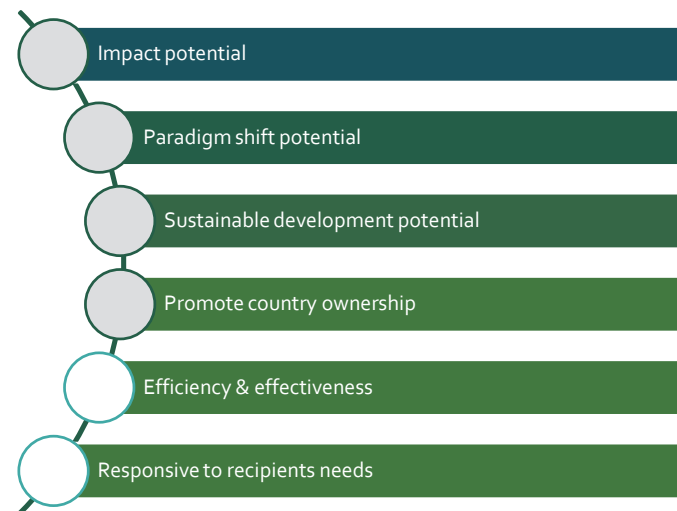 Impact potential
Paradigm shift potential
Sustainable development potential
Promote country ownership
Efficiency & effectiveness
Responsive to recipients needs